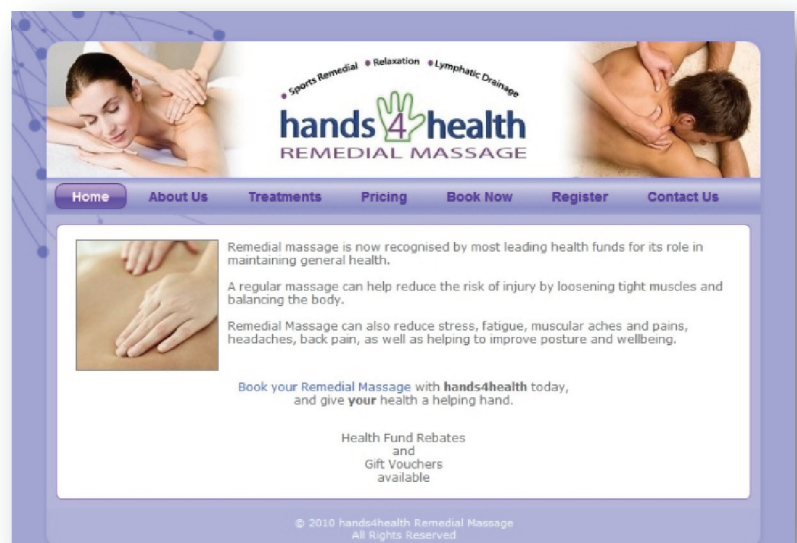 • Sports Remedial • Relaxation • Lymphatic Drainage
hands 4 health
REMEDIAL MASSAGE
Home About Us Treatments Pricing Book Now Register Contact Us
Remedial massage is now recognised by most leading health funds for its role in
maintaining general health.
A regular massage can help reduce the risk of injury by loosening tight muscles and
balancing the body.
Remedial Massage can also reduce stress, fatigue, muscular aches and pains,
headaches, back pain, as well as helping to improve posture and wellbeing.
Book your Remedial Massage with hands4health today,
and give your health a helping hand.
Health Fund Rebates
and
Gift Vouchers
available
© 2010 hands4health Remedial Massage
All Rights Reserved